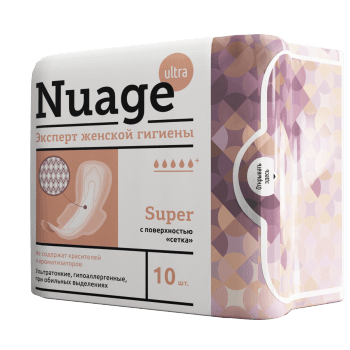 ultra
Nuage
Эксперт женской гигиены
+
Super
с поверхностью
«сетка»
Не содержат красителей
и ароматизаторов
Ультратонкие, гипоаллергенные,
при обильных выделениях
10 шт.
Открывать
здесь